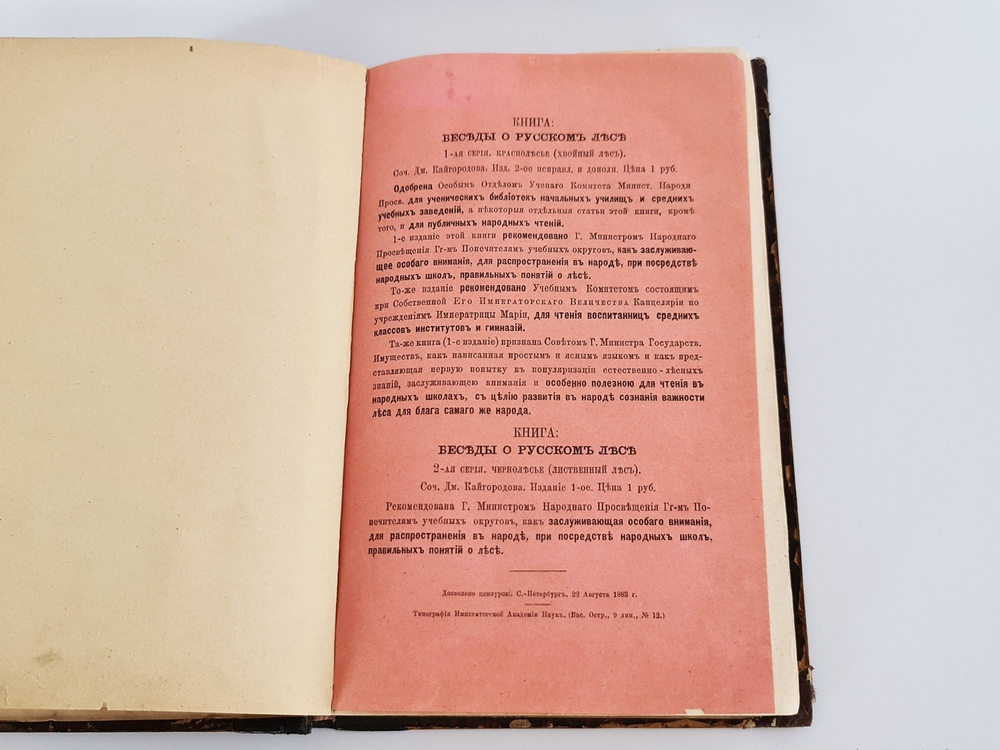 КНИГА:
БЕСѢДЫ О РУССКОМЪ ЛѢСѢ
1-АЯ СЕРІЯ. КРАСНОЛѢСЬЕ (ХВОЙНЫЙ ЛѢСЪ).
Соч. Дм. Кайгородова. Изд. 2-ое исправл. и дополн. Цѣна 1 руб.
Одобрена Особымъ Отдѣломъ Ученаго Комитета Минист. Народн
Просв. для ученическихъ библіотекъ начальныхъ училищъ и среднихъ
учебныхъ заведеній, а нѣкоторыя отдѣльныя статьи этой книги, кромѣ
того, и для публичныхъ народныхъ чтеній.
1-е изданіе этой книги рекомендовано Г. Министромъ Народнаго
Просвѣщенія Гг-мъ Попечителямъ учебныхъ округовъ, какъ заслуживаю-
щее особаго вниманія, для распространенія въ народѣ, при посредствѣ
народныхъ школъ, правильныхъ понятій о лѣсѣ.
То-же изданіе рекомендовано Учебнымъ Комитетомъ состоящимъ
при Собственной Его Императорскаго Величества Канцеляріи по
учрежденіямъ Императрицы Маріи, для чтенія воспитанницъ среднихъ
классовъ институтовъ и гимназій.
Та-же книга (1-е изданіе) признана Совѣтомъ Г. Министра Государств.
Имуществъ, какъ написанная простымъ и яснымъ языкомъ и какъ пред-
ставляющая первую попытку къ популяризаціи естественно-лѣсныхъ
знаній, заслуживающею вниманія и особенно полезною для чтенія въ
народныхъ школахъ, съ цѣлію развитія въ народѣ сознанія важности
лѣса для блага самаго же народа.
КНИГА:
БЕСѢДЫ О РУССКОМЪ ЛѢСѢ
2-АЯ СЕРІЯ. ЧЕРНОЛѢСЬЕ (ЛИСТВЕННЫЙ ЛѢСЪ).
Соч. Дм. Кайгородова. Изданіе 1-ое. Цѣна 1 руб.
Рекомендована Г. Министромъ Народнаго Просвѣщенія Гг-мъ По-
печителямъ учебныхъ округовъ, какъ заслуживающая особаго вниманія,
для распространенія въ народѣ, при посредствѣ народныхъ школъ,
правильныхъ понятій о лѣсѣ.
Дозволено цензурою. С.-Петербургъ, 22 Августа 1883 г.
Типографія Императорской Академіи Наукъ. (Вас. Остр., 9 лин., № 12.)